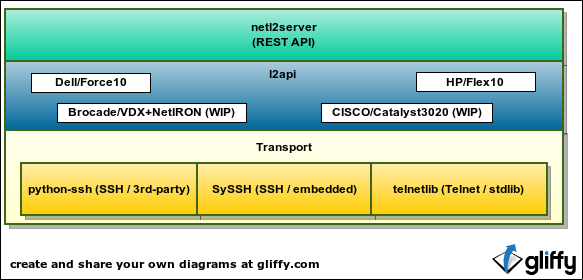 netl2server
(REST API)
l2api
Dell/Force10
HP/Flex10
Brocade/VDX+NetIRON (WIP)
CISCO/Catalyst3020 (WIP)
Transport
python-ssh (SSH / 3rd-party)
SySSH (SSH / embedded)
telnetlib (Telnet / stdlib)
create and share your own diagrams at gliffy.com
gliffy